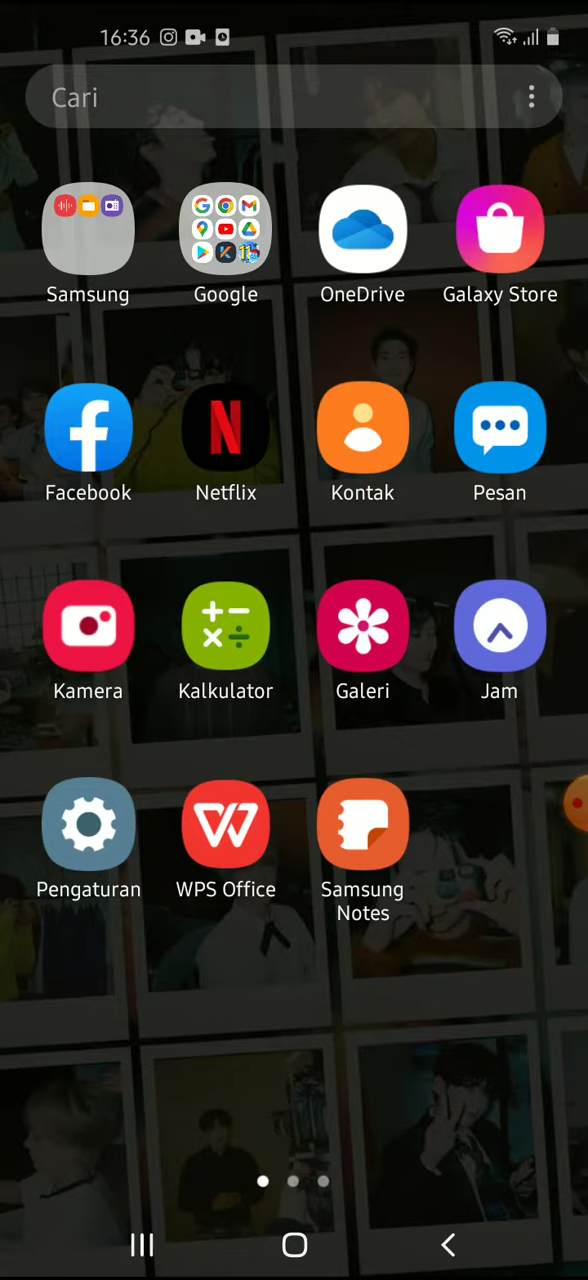 16:36
Cari
Samsung
Google
OneDrive
Galaxy Store
Facebook
Netflix
Kontak
Pesan
Kamera
Kalkulator
Galeri
Jam
Pengaturan
WPS Office
Samsung
Notes